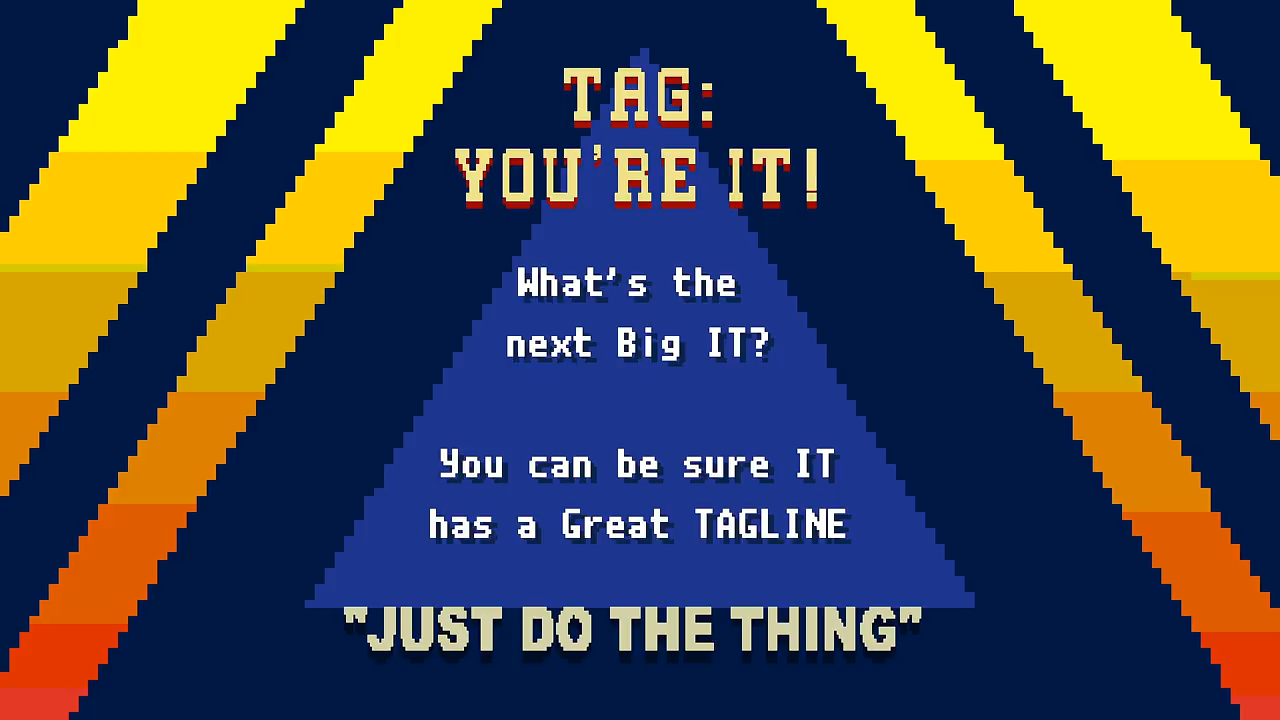 TAG:
YOU'RE IT!
What's the
next Big IT?
You can be sure IT
has a Great TAGLINE
"JUST DO THE THING"